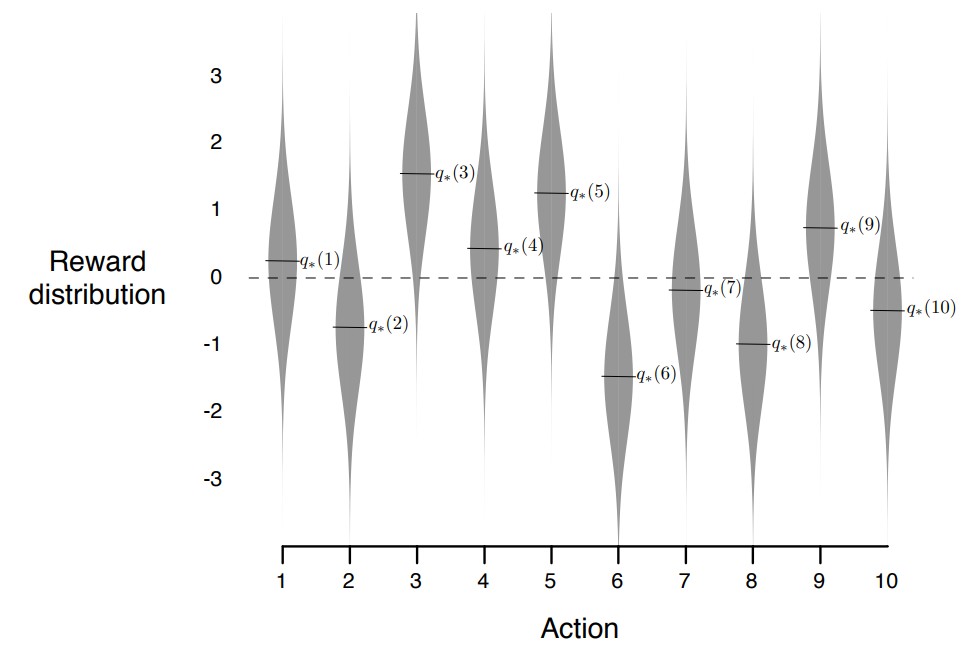 3
2
1
0
-1
-2
-3
Reward
distribution
q∗(1)
q∗(2)
q∗(3)
q∗(4)
q∗(5)
q∗(6)
q∗(7)
q∗(8)
q∗(9)
q∗(10)
1 2 3 4 5 6 7 8 9 10
Action